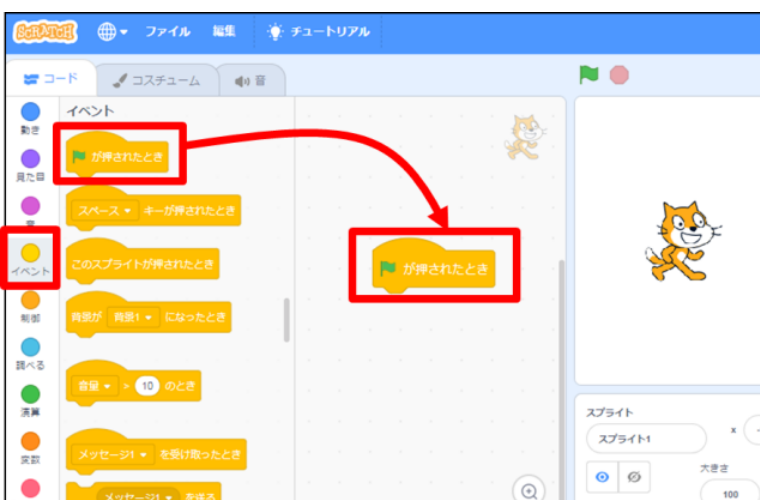 SCRATCH ファイル 編集 チュートリアル
コード コスチューム 音
イベント
動き
が押されたとき
見た目
スペース キーが押されたとき
音
イベント
このスプライトが押されたとき
が押されたとき
制御
背景が 背景1 になったとき
調べる
音量 > 10 のとき
演算
変数
メッセージ1 を受け取ったとき
メッセージ1 を送る
スプライト
スプライト1 x
大きさ
100